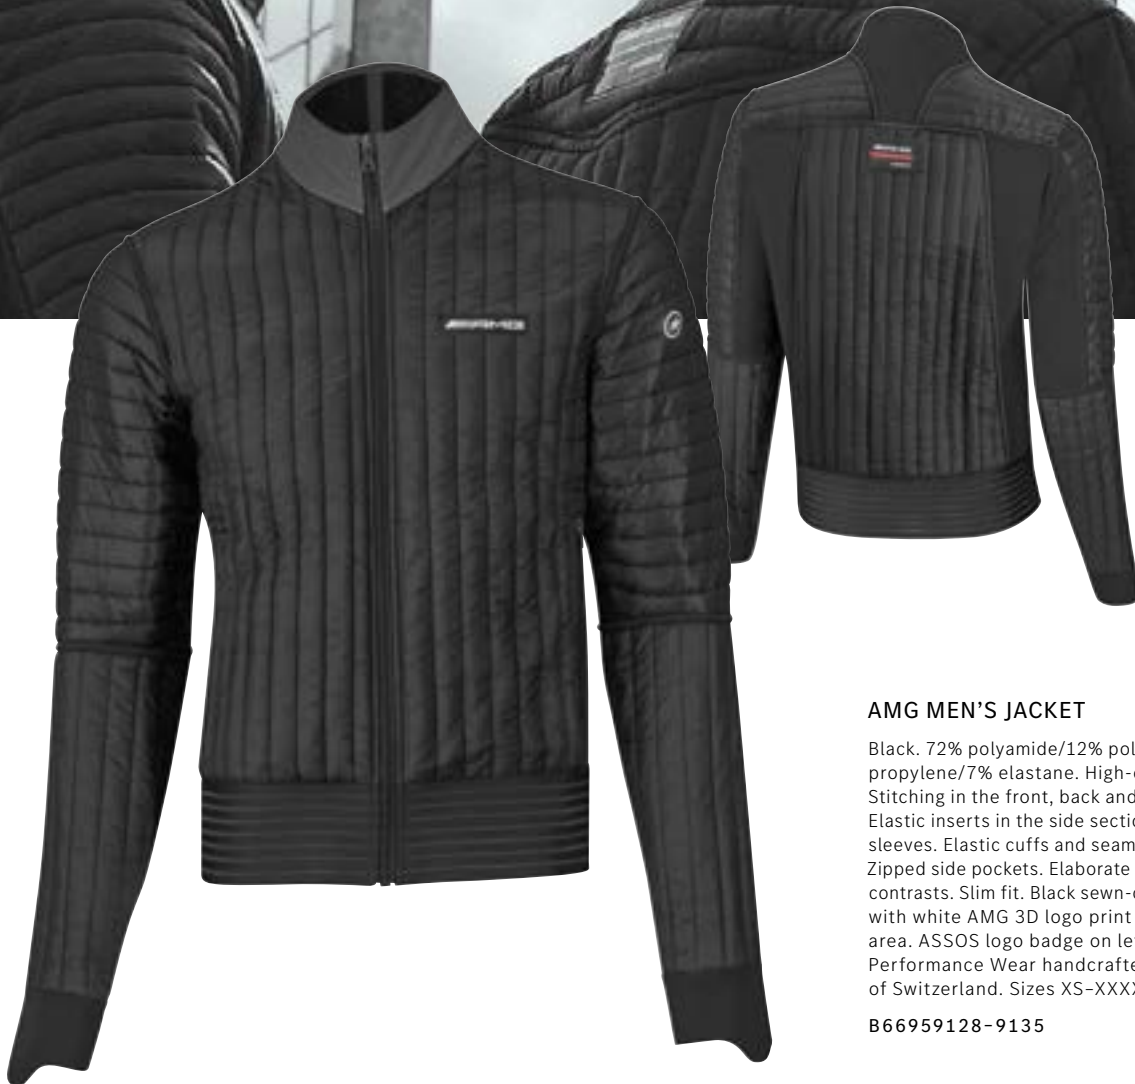 AMG
AMG MEN’S JACKET
Black. 72% polyamide/12% pol
propylene/7% elastane. High-
Stitching in the front, back and
Elastic inserts in the side secti
sleeves. Elastic cuffs and seam
Zipped side pockets. Elaborate
contrasts. Slim fit. Black sewn-
with white AMG 3D logo print
area. ASSOS logo badge on le
Performance Wear handcrafte
of Switzerland. Sizes XS–XXX
B66959128–9135